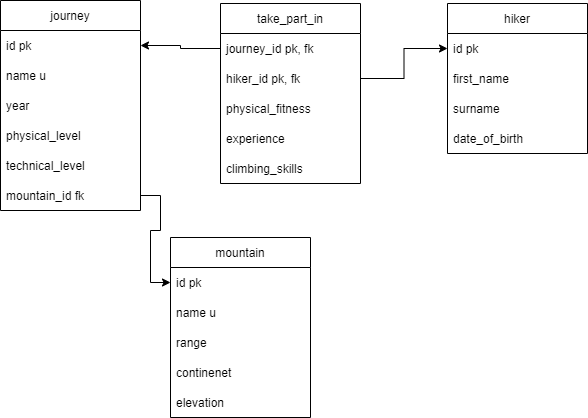 journey
id pk
name u
year
physical_level
technical_level
mountain_id fk
take_part_in
journey_id pk, fk
hiker_id pk, fk
physical_fitness
experience
climbing_skills
hiker
id pk
first_name
surname
date_of_birth
mountain
id pk
name u
range
continenet
elevation